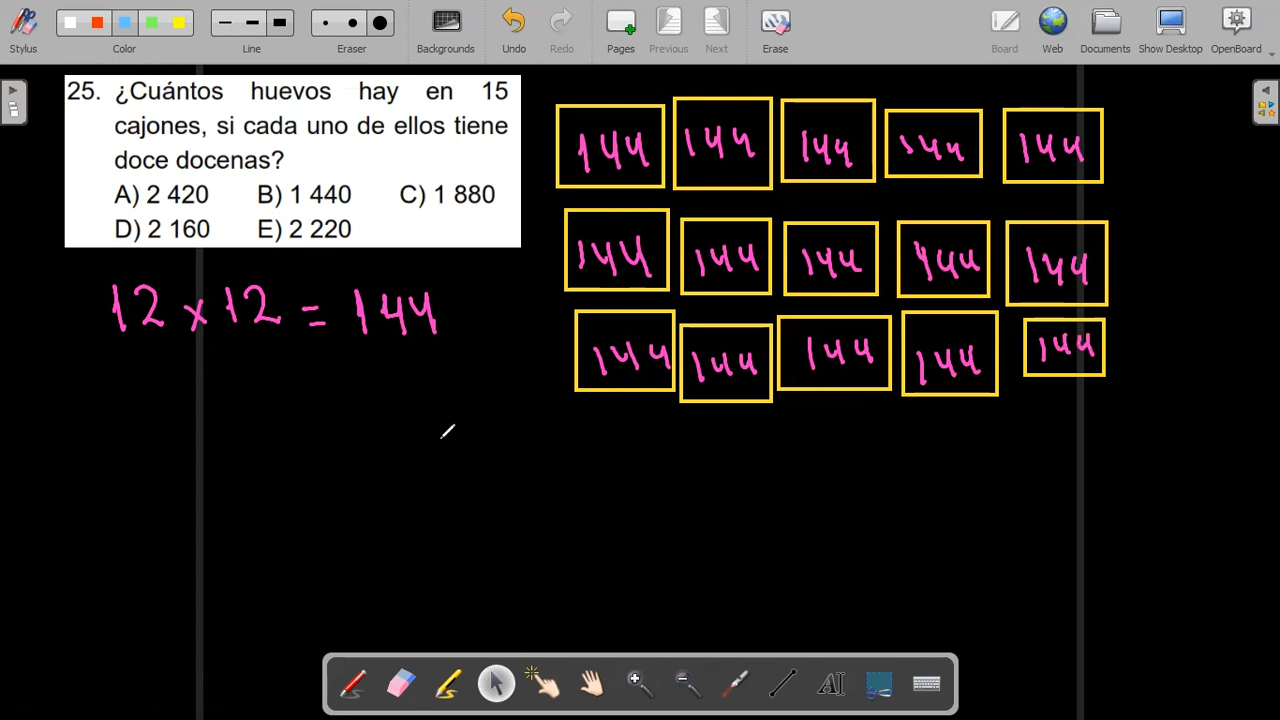 Stylus Color Line Eraser Backgrounds Undo Redo Pages Previous Next Erase Board Web Documents Show Desktop OpenBoard
25. ¿Cuántos huevos hay en 15
cajones, si cada uno de ellos tiene
doce docenas?
A) 2 420 B) 1 440 C) 1 880
D) 2 160 E) 2 220
12 x 12 = 144
144 144 144 144 144
144 144 144 144 144
144 144 144 144 144